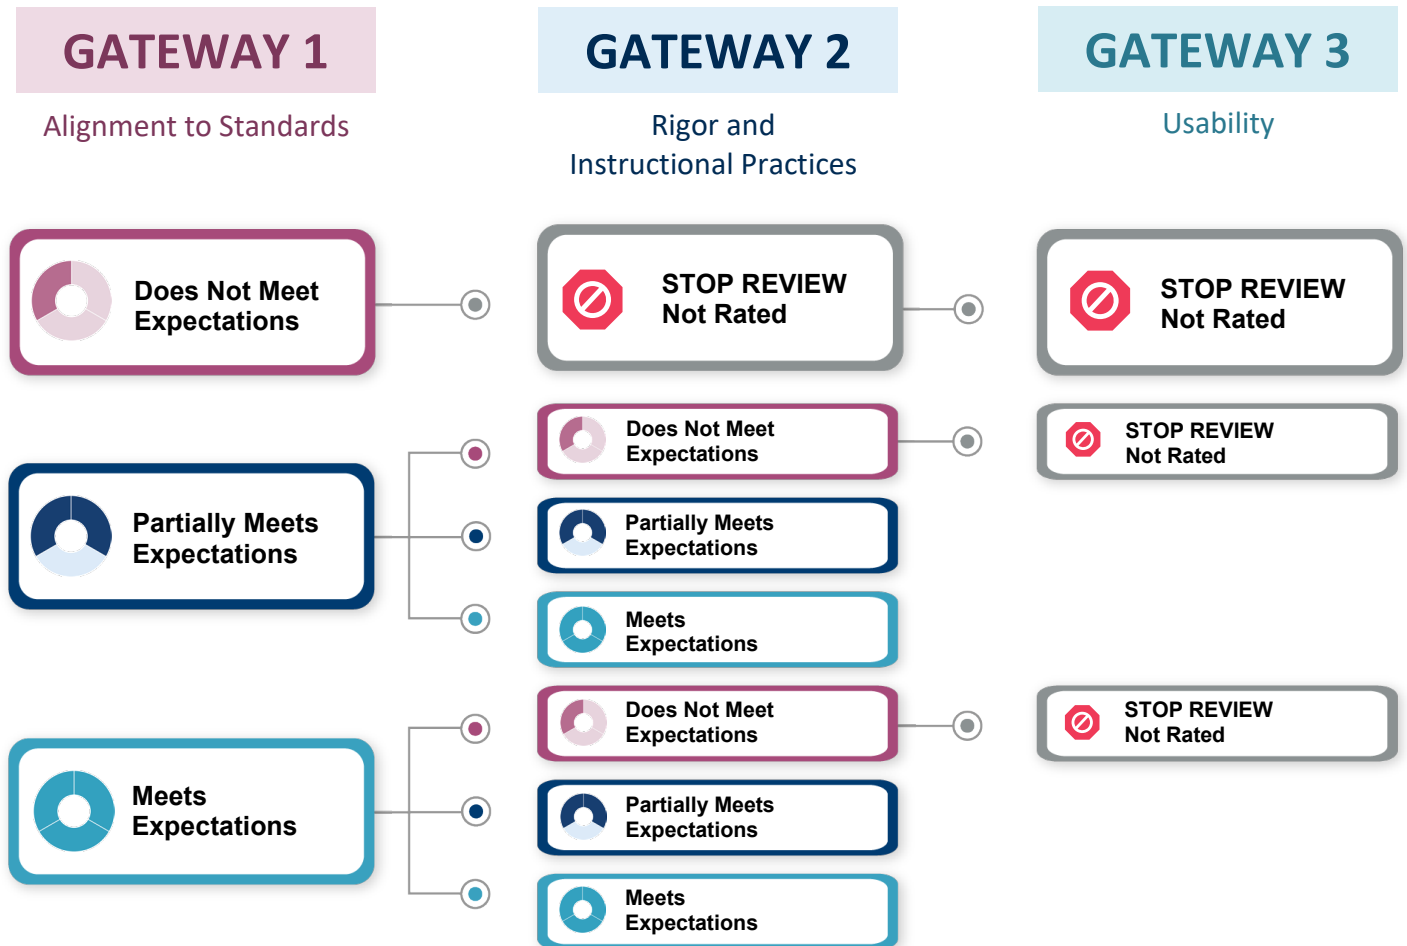 GATEWAY 1
Alignment to Standards
GATEWAY 2
Rigor and
Instructional Practices
GATEWAY 3
Usability
Does Not Meet
Expectations
STOP REVIEW
Not Rated
STOP REVIEW
Not Rated
Partially Meets
Expectations
Does Not Meet
Expectations
STOP REVIEW
Not Rated
Partially Meets
Expectations
Meets
Expectations
Meets
Expectations
Does Not Meet
Expectations
STOP REVIEW
Not Rated
Partially Meets
Expectations
Meets
Expectations